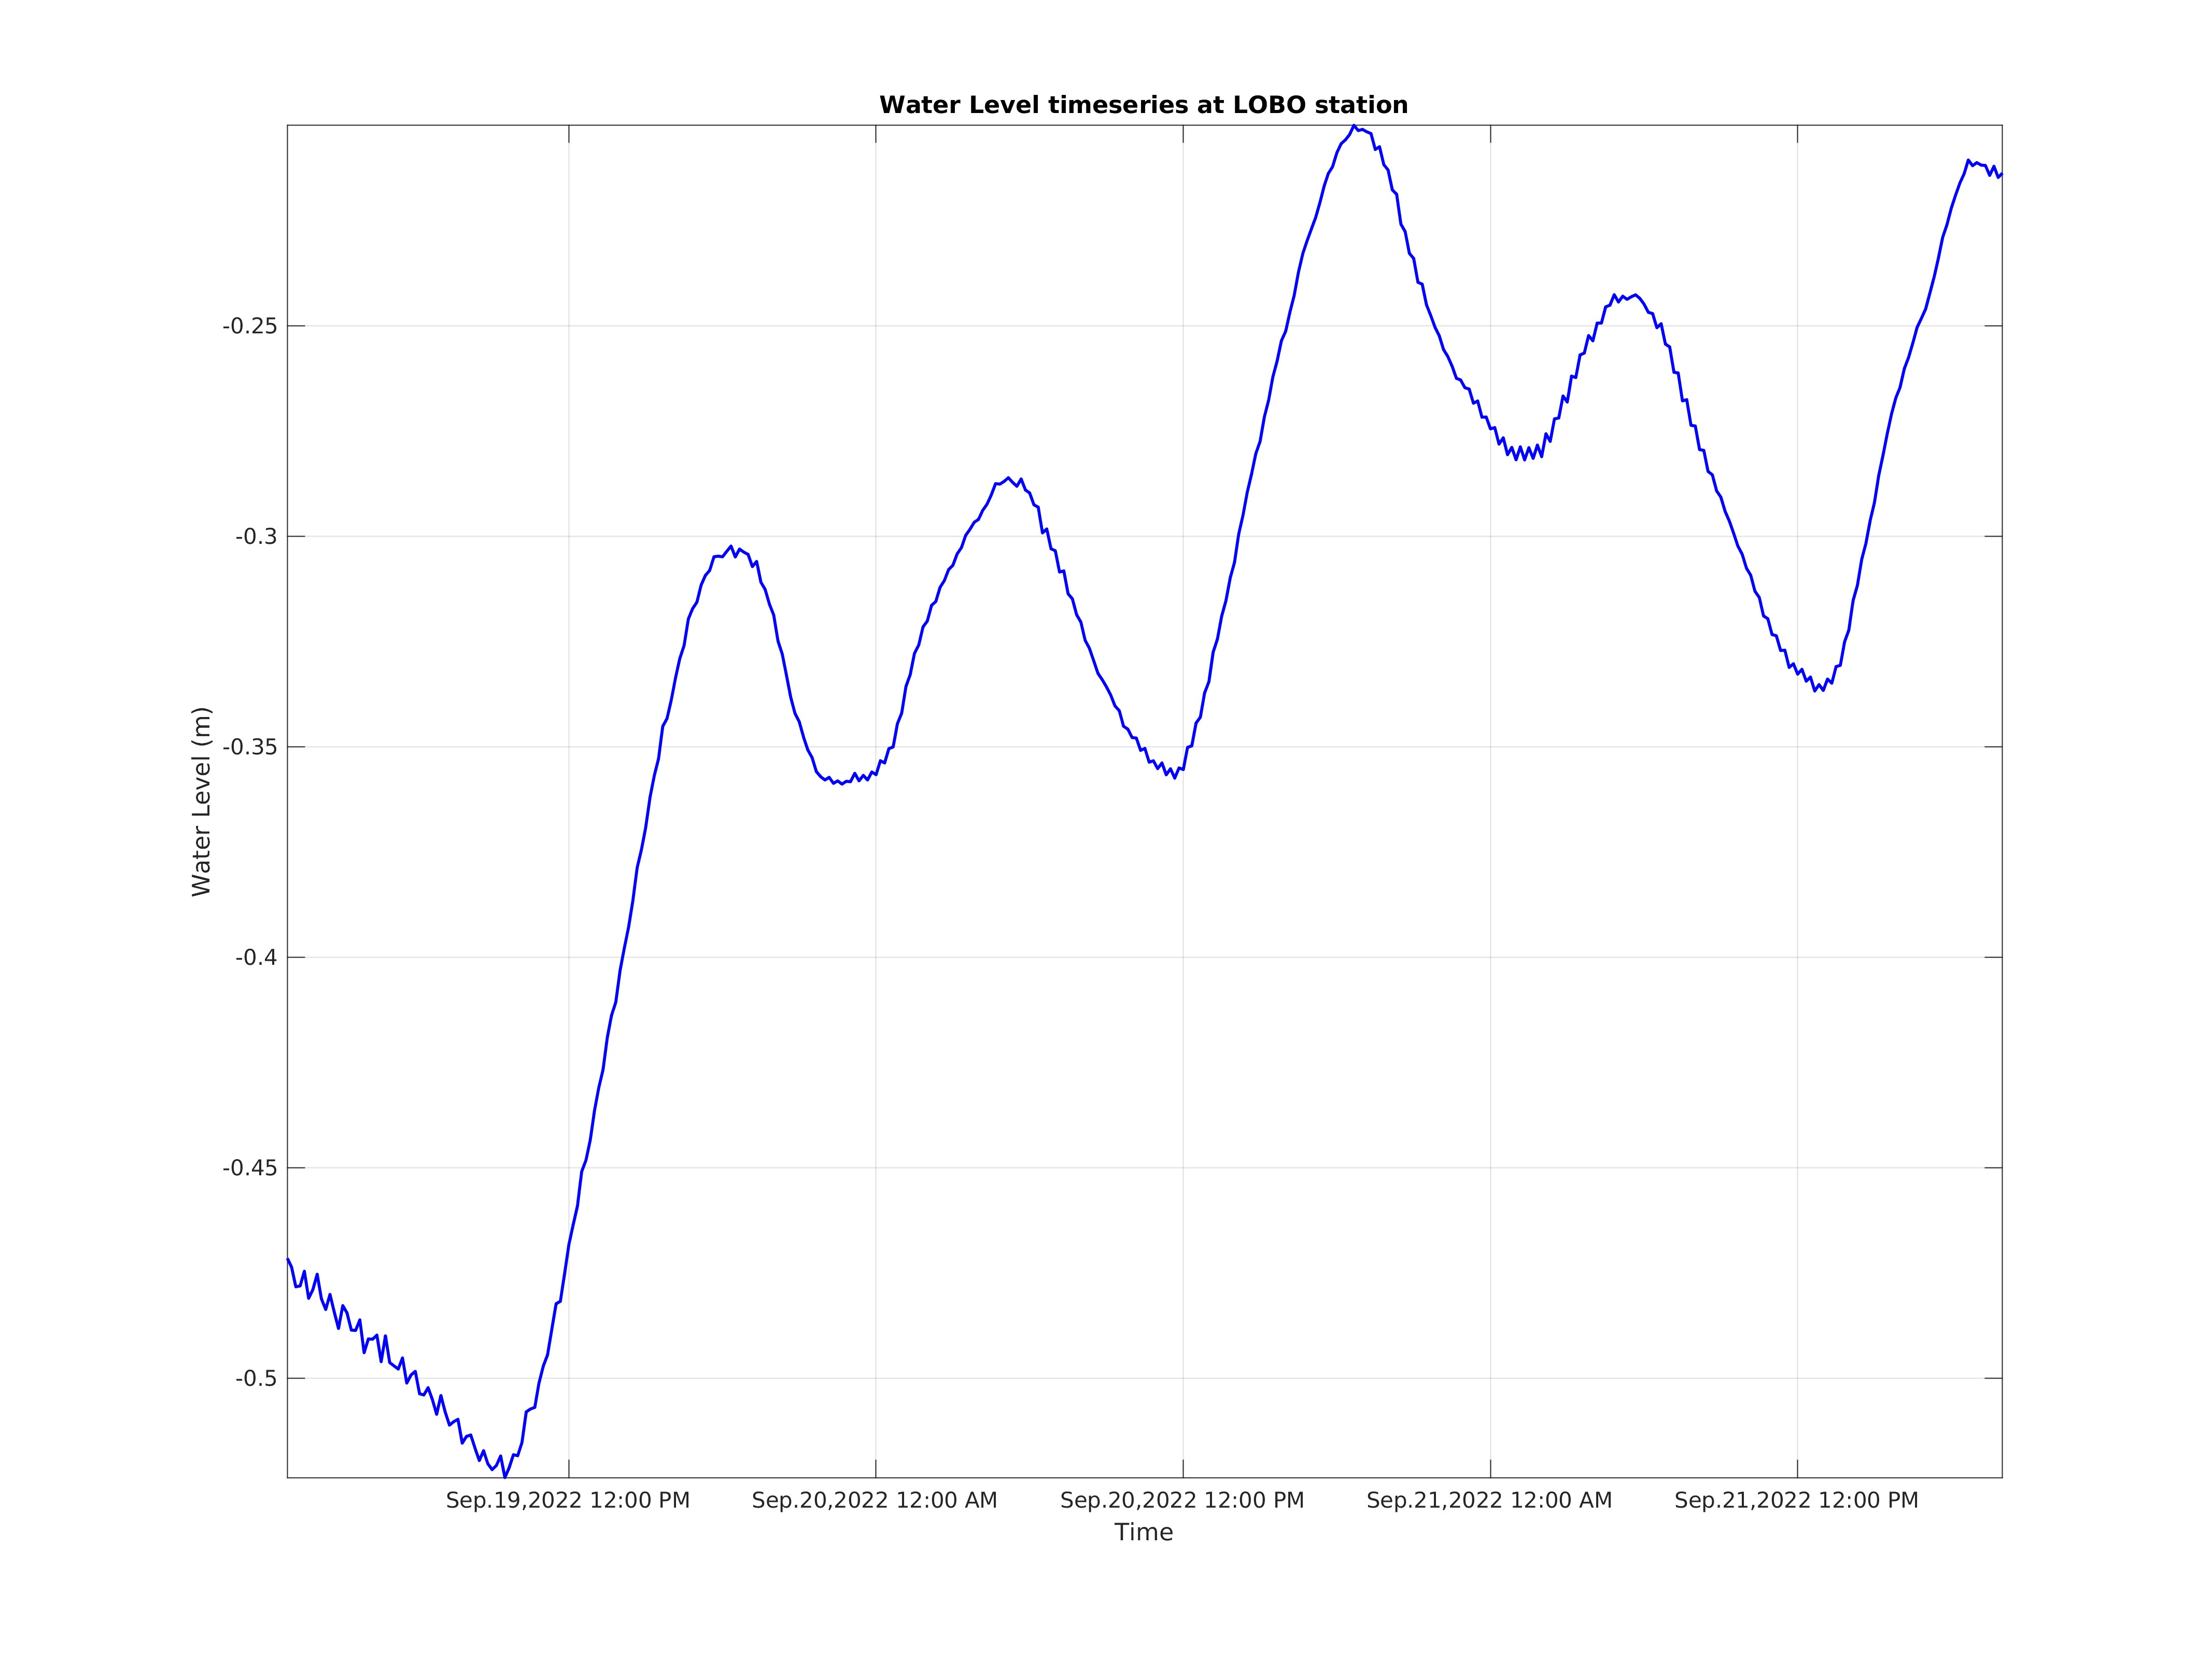 Water Level timeseries at LOBO station
-0.25
-0.3
-0.35
-0.4
-0.45
-0.5
Water Level (m)
Sep.19,2022 12:00 PM
Sep.20,2022 12:00 AM
Sep.20,2022 12:00 PM
Sep.21,2022 12:00 AM
Sep.21,2022 12:00 PM
Time